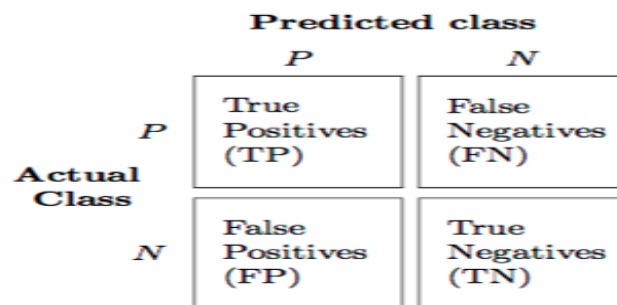 Predicted class
P N
True False
P Positives Negatives
(TP) (FN)
Actual
Class
False True
N Positives Negatives
(FP) (TN)